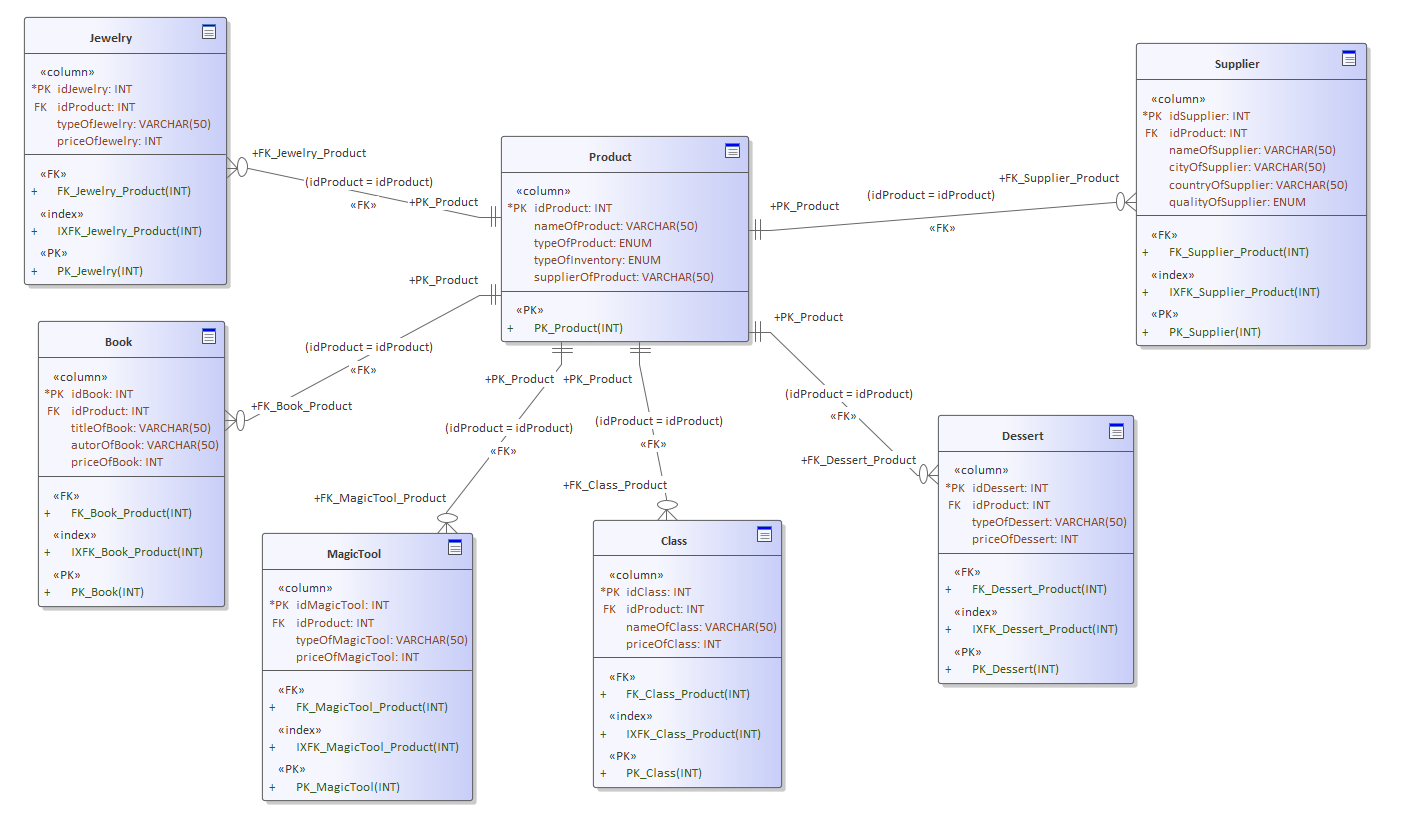 Jewelry
«column»
*PK idJewelry: INT
FK idProduct: INT
typeOfJewelry: VARCHAR(50)
priceOfJewelry: INT
«FK»
+ FK_Jewelry_Product(INT)
«index»
+ IXFK_Jewelry_Product(INT)
«PK»
+ PK_Jewelry(INT)
+FK_Jewelry_Product
(idProduct = idProduct)
«FK»
+PK_Product
Product
«column»
*PK idProduct: INT
nameOfProduct: VARCHAR(50)
typeOfProduct: ENUM
typeOfInventory: ENUM
supplierOfProduct: VARCHAR(50)
«PK»
+ PK_Product(INT)
+PK_Product
(idProduct = idProduct)
«FK»
+FK_Supplier_Product
Supplier
«column»
*PK idSupplier: INT
FK idProduct: INT
nameOfSupplier: VARCHAR(50)
cityOfSupplier: VARCHAR(50)
countryOfSupplier: VARCHAR(50)
qualityOfSupplier: ENUM
«FK»
+ FK_Supplier_Product(INT)
«index»
+ IXFK_Supplier_Product(INT)
«PK»
+ PK_Supplier(INT)
+PK_Product
(idProduct = idProduct)
«FK»
+FK_Book_Product
Book
«column»
*PK idBook: INT
FK idProduct: INT
titleOfBook: VARCHAR(50)
autorOfBook: VARCHAR(50)
priceOfBook: INT
«FK»
+ FK_Book_Product(INT)
«index»
+ IXFK_Book_Product(INT)
«PK»
+ PK_Book(INT)
+PK_Product
(idProduct = idProduct)
«FK»
+FK_MagicTool_Product
MagicTool
«column»
*PK idMagicTool: INT
FK idProduct: INT
typeOfMagicTool: VARCHAR(50)
priceOfMagicTool: INT
«FK»
+ FK_MagicTool_Product(INT)
«index»
+ IXFK_MagicTool_Product(INT)
«PK»
+ PK_MagicTool(INT)
+PK_Product
(idProduct = idProduct)
«FK»
+FK_Class_Product
Class
«column»
*PK idClass: INT
FK idProduct: INT
nameOfClass: VARCHAR(50)
priceOfClass: INT
«FK»
+ FK_Class_Product(INT)
«index»
+ IXFK_Class_Product(INT)
«PK»
+ PK_Class(INT)
+PK_Product
(idProduct = idProduct)
«FK»
+FK_Dessert_Product
Dessert
«column»
*PK idDessert: INT
FK idProduct: INT
typeOfDessert: VARCHAR(50)
priceOfDessert: INT
«FK»
+ FK_Dessert_Product(INT)
«index»
+ IXFK_Dessert_Product(INT)
«PK»
+ PK_Dessert(INT)